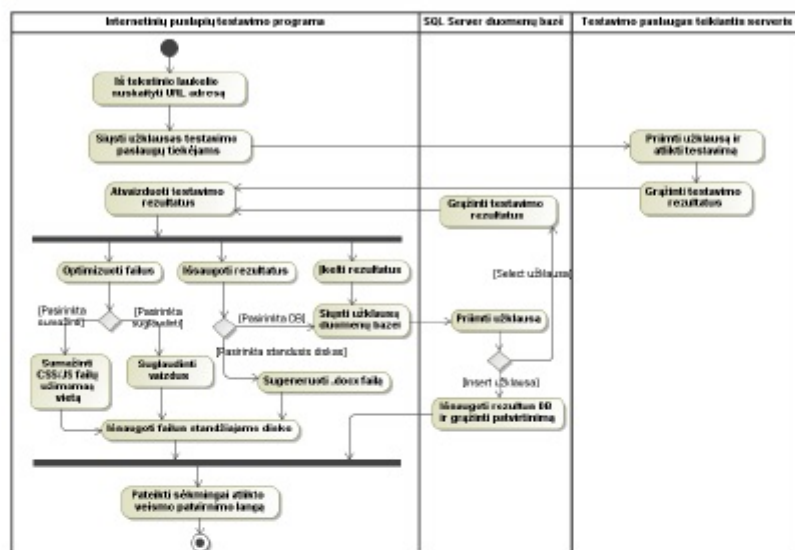 Internetinių puslapių testavimo programa
SQL Server duomenų bazė
Testavimo paslaugas teikiantis serveris
Iš tekstinio laukelio
nuskaityti URL adresą
Siųsti užklausas testavimo
paslaugų tiekėjams
Priimti užklausą ir
atlikti testavimą
Atvaizduoti testavimo
rezultatus
Grąžinti testavimo
rezultatus
Grąžinti testavimo
rezultatus
Optimizuoti failus
Išsaugoti rezultatus
Įkelti rezultatus
[Select užklausa]
[Pasirinkta
sumažinti]
[Pasirinkta
suglaudinti]
[Pasirinkta DB]
Siųsti užklausą
duomenų bazei
Priimti užklausą
[Pasirinkta standusis diskas]
Sumažinti
CSS/JS failų
užimamą
vietą
Suglaudinti
vaizdus
Sugeneruoti .docx failą
[Insert užklausa]
Išsaugoti failus standžiajame diske
Išsaugoti rezultatus DB
ir grąžinti patvirtinimą
Pateikti sėkmingai atlikto
veiksmo patvirtinimo langą